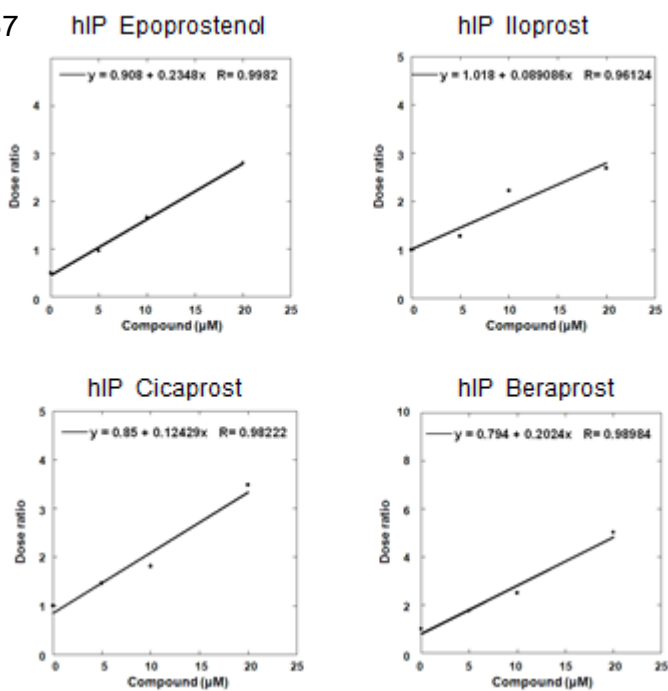 hIP Epoprostenol
y = 0.908 + 0.2348x R= 0.9982
4
3
2
1
0
Dose ratio
0 5 10 15 20 25
Compound (µM)
hIP Iloprost
y = 1.018 + 0.089086x R= 0.96124
5
4
3
2
1
0
Dose ratio
0 5 10 15 20 25
Compound (µM)
hIP Cicaprost
y = 0.85 + 0.12429x R= 0.98222
5
4
3
2
1
0
Dose ratio
0 5 10 15 20 25
Compound (µM)
hIP Beraprost
y = 0.794 + 0.2024x R= 0.98984
10
8
6
4
2
0
Dose ratio
0 5 10 15 20 25
Compound (µM)